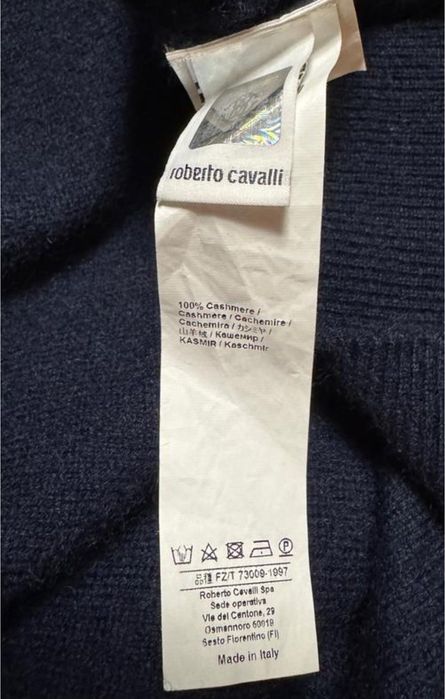 roberto cavalli
100% Cashmere /
Cashmere / Cachemire /
Cachemira / カシミヤ /
山羊绒 / Кашемир /
KASMIR / Kaschmir
P
品種 FZ/T 73009-1997
Roberto Cavalli Spa
Sede operativa
Via del Cantone, 29
Osmannoro 50019
Sesto Fiorentino (FI)
Made in Italy